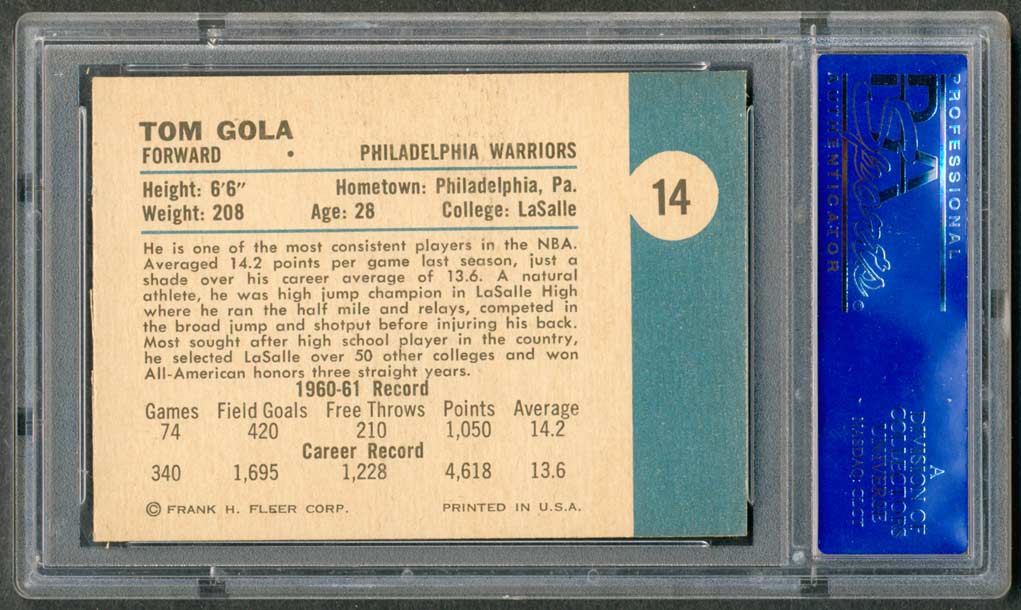 TOM GOLA
FORWARD • PHILADELPHIA WARRIORS
Height: 6'6" Hometown: Philadelphia, Pa.
Weight: 208 Age: 28 College: LaSalle
14
He is one of the most consistent players in the NBA.
Averaged 14.2 points per game last season, just a
shade over his career average of 13.6. A natural
athlete, he was high jump champion in LaSalle High
where he ran the half mile and relays, competed in
the broad jump and shotput before injuring his back.
Most sought after high school player in the country,
he selected LaSalle over 50 other colleges and won
All-American honors three straight years.
1960-61 Record
Games Field Goals Free Throws Points Average
74 420 210 1,050 14.2
Career Record
340 1,695 1,228 4,618 13.6
© FRANK H. FLEER CORP. PRINTED IN U.S.A.
PROFESSIONAL
PSA
Sports
©
AUTHENTICATOR
A
DIVISION OF
COLLECTORS
UNIVERSE
NASDAQ: CLCT